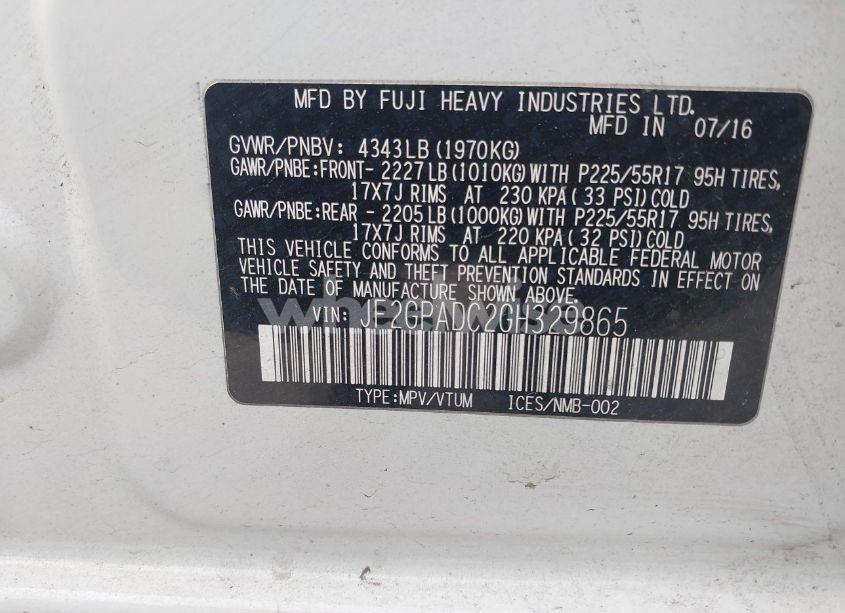 MFD BY FUJI HEAVY INDUSTRIES LTD.
MFD IN 07/16
GVWR/PNBV: 4343LB (1970KG)
GAWR/PNBE:FRONT- 2227LB (1010KG) WITH P225/55R17 95H TIRES,
17X7J RIMS AT 230 KPA (33 PSI) COLD
GAWR/PNBE:REAR - 2205LB (1000KG) WITH P225/55R17 95H TIRES,
17X7J RIMS AT 220 KPA (32 PSI) COLD
THIS VEHICLE CONFORMS TO ALL APPLICABLE FEDERAL MOTOR
VEHICLE SAFETY AND THEFT PREVENTION STANDARDS IN EFFECT ON
THE DATE OF MANUFACTURE SHOWN ABOVE.
VIN: JF2GPADC2GH329865
TYPE:MPV/VTUM ICES/NMB-002